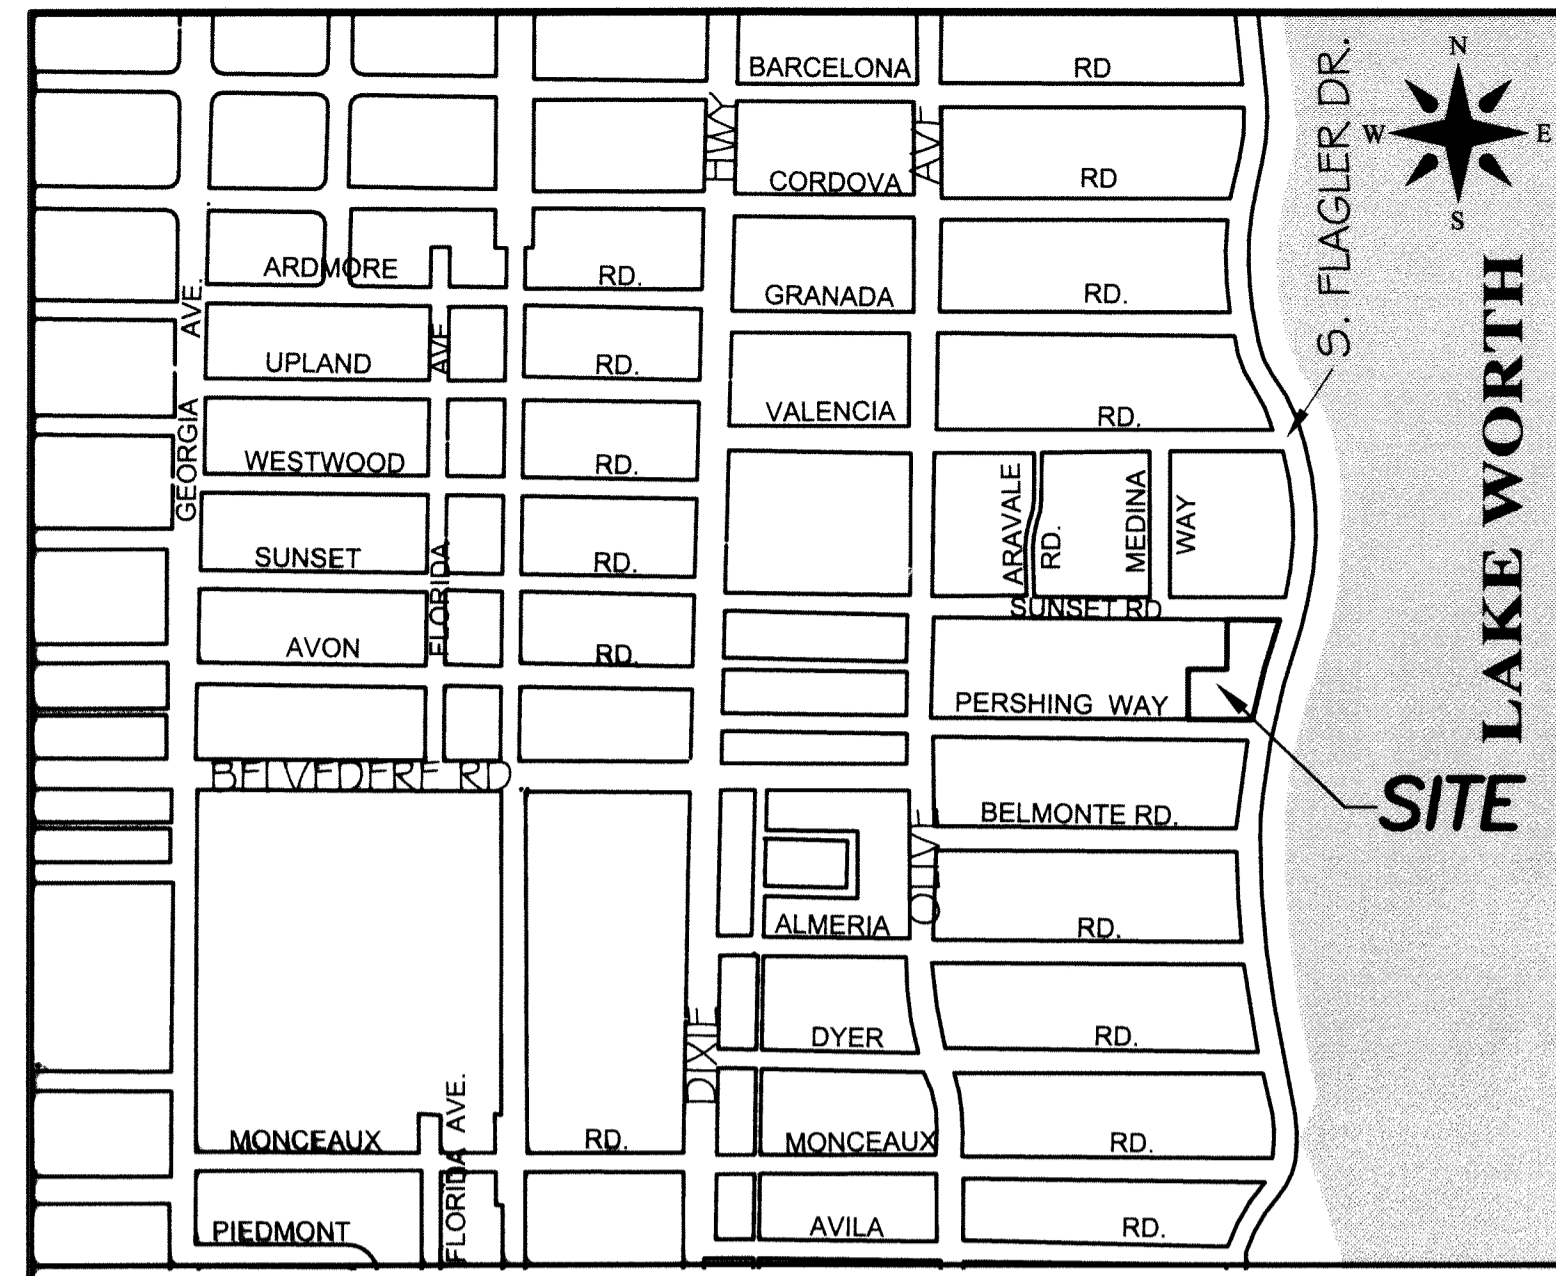 BARCELONA RD
HWY
AVE
CORDOVA RD
S. FLAGLER DR.
N
W E
S
LAKE WORTH
ARDMORE RD.
GRANADA RD.
GEORGIA AVE.
UPLAND RD.
FLORIDA AVE
VALENCIA RD.
WESTWOOD RD.
ARAVALE RD.
MEDINA WAY
SUNSET RD.
SUNSET RD
AVON RD.
PERSHING WAY
BELVEDERE RD.
SITE
BELMONTE RD.
OLIVE
ALMERIA RD.
DIXIE
DYER RD.
MONCEAUX RD.
MONCEAUX RD.
FLORIDA AVE.
PIEDMONT
AVILA RD.